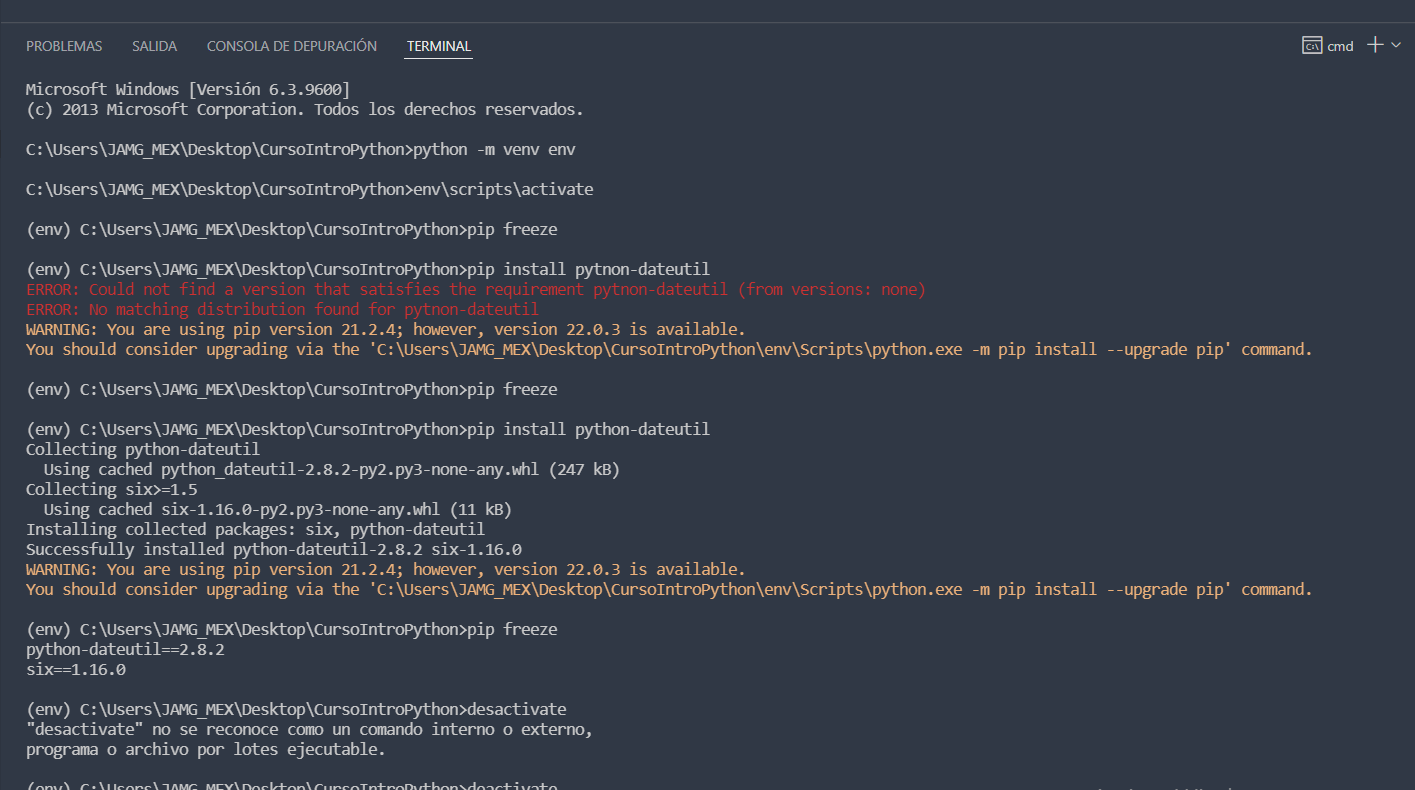 PROBLEMAS SALIDA CONSOLA DE DEPURACIÓN TERMINAL cmd
Microsoft Windows [Versión 6.3.9600]
(c) 2013 Microsoft Corporation. Todos los derechos reservados.
C:\Users\JAMG_MEX\Desktop\CursoIntroPython>python -m venv env
C:\Users\JAMG_MEX\Desktop\CursoIntroPython>env\scripts\activate
(env) C:\Users\JAMG_MEX\Desktop\CursoIntroPython>pip freeze
(env) C:\Users\JAMG_MEX\Desktop\CursoIntroPython>pip install pytnon-dateutil
ERROR: Could not find a version that satisfies the requirement pytnon-dateutil (from versions: none)
ERROR: No matching distribution found for pytnon-dateutil
WARNING: You are using pip version 21.2.4; however, version 22.0.3 is available.
You should consider upgrading via the 'C:\Users\JAMG_MEX\Desktop\CursoIntroPython\env\Scripts\python.exe -m pip install --upgrade pip' command.
(env) C:\Users\JAMG_MEX\Desktop\CursoIntroPython>pip freeze
(env) C:\Users\JAMG_MEX\Desktop\CursoIntroPython>pip install python-dateutil
Collecting python-dateutil
  Using cached python_dateutil-2.8.2-py2.py3-none-any.whl (247 kB)
Collecting six>=1.5
  Using cached six-1.16.0-py2.py3-none-any.whl (11 kB)
Installing collected packages: six, python-dateutil
Successfully installed python-dateutil-2.8.2 six-1.16.0
WARNING: You are using pip version 21.2.4; however, version 22.0.3 is available.
You should consider upgrading via the 'C:\Users\JAMG_MEX\Desktop\CursoIntroPython\env\Scripts\python.exe -m pip install --upgrade pip' command.
(env) C:\Users\JAMG_MEX\Desktop\CursoIntroPython>pip freeze
python-dateutil==2.8.2
six==1.16.0
(env) C:\Users\JAMG_MEX\Desktop\CursoIntroPython>desactivate
"desactivate" no se reconoce como un comando interno o externo,
programa o archivo por lotes ejecutable.
(env) C:\Users\JAMG_MEX\Desktop\CursoIntroPython>deactivate